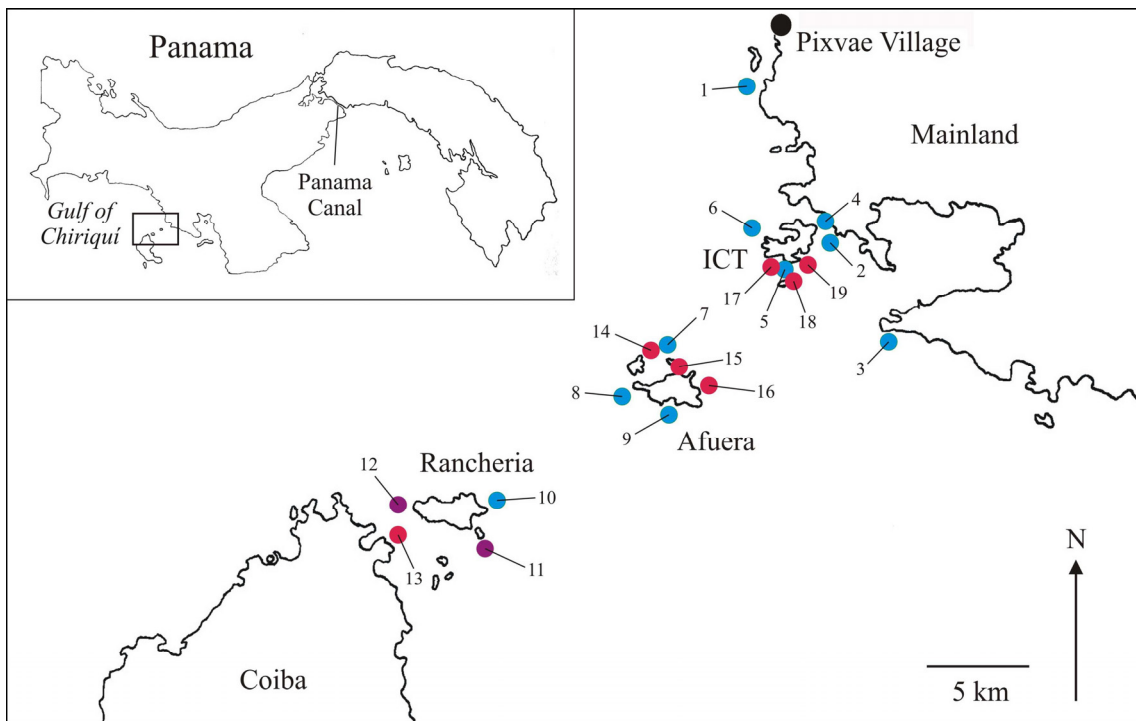 Panama
Panama
Canal
Gulf of
Chiriquí
Pixvae Village
1
Mainland
4
6
2
ICT
17
19
5
18
7
14
3
15
8
16
9
Afuera
Rancheria
12
10
13
11
N
Coiba
5 km